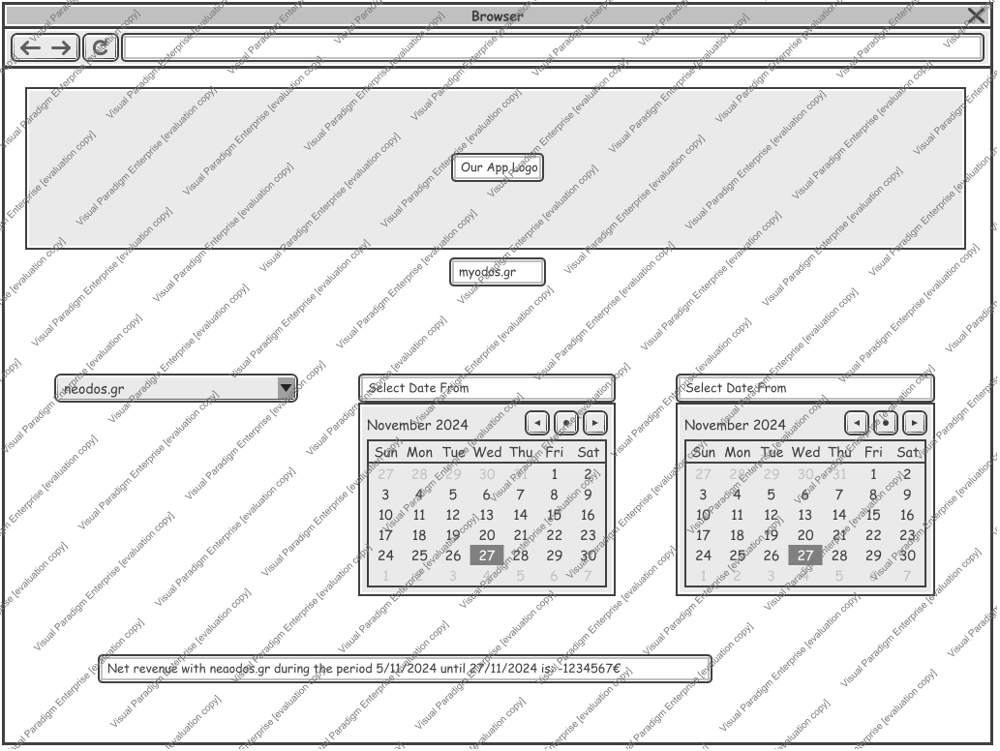 Browser
Our App Logo
myodos.gr
neodos.gr
Select Date From
Select Date From
November 2024
November 2024
Sun Mon Tue Wed Thu Fri Sat
27 28 29 30 31 1 2
3 4 5 6 7 8 9
10 11 12 13 14 15 16
17 18 19 20 21 22 23
24 25 26 27 28 29 30
1 2 3 4 5 6 7
Sun Mon Tue Wed Thu Fri Sat
27 28 29 30 31 1 2
3 4 5 6 7 8 9
10 11 12 13 14 15 16
17 18 19 20 21 22 23
24 25 26 27 28 29 30
1 2 3 4 5 6 7
Net revenue with neaodos.gr during the period 5/11/2024 until 27/11/2024 is: -1234567€
Visual Paradigm Enterprise [evaluation copy]